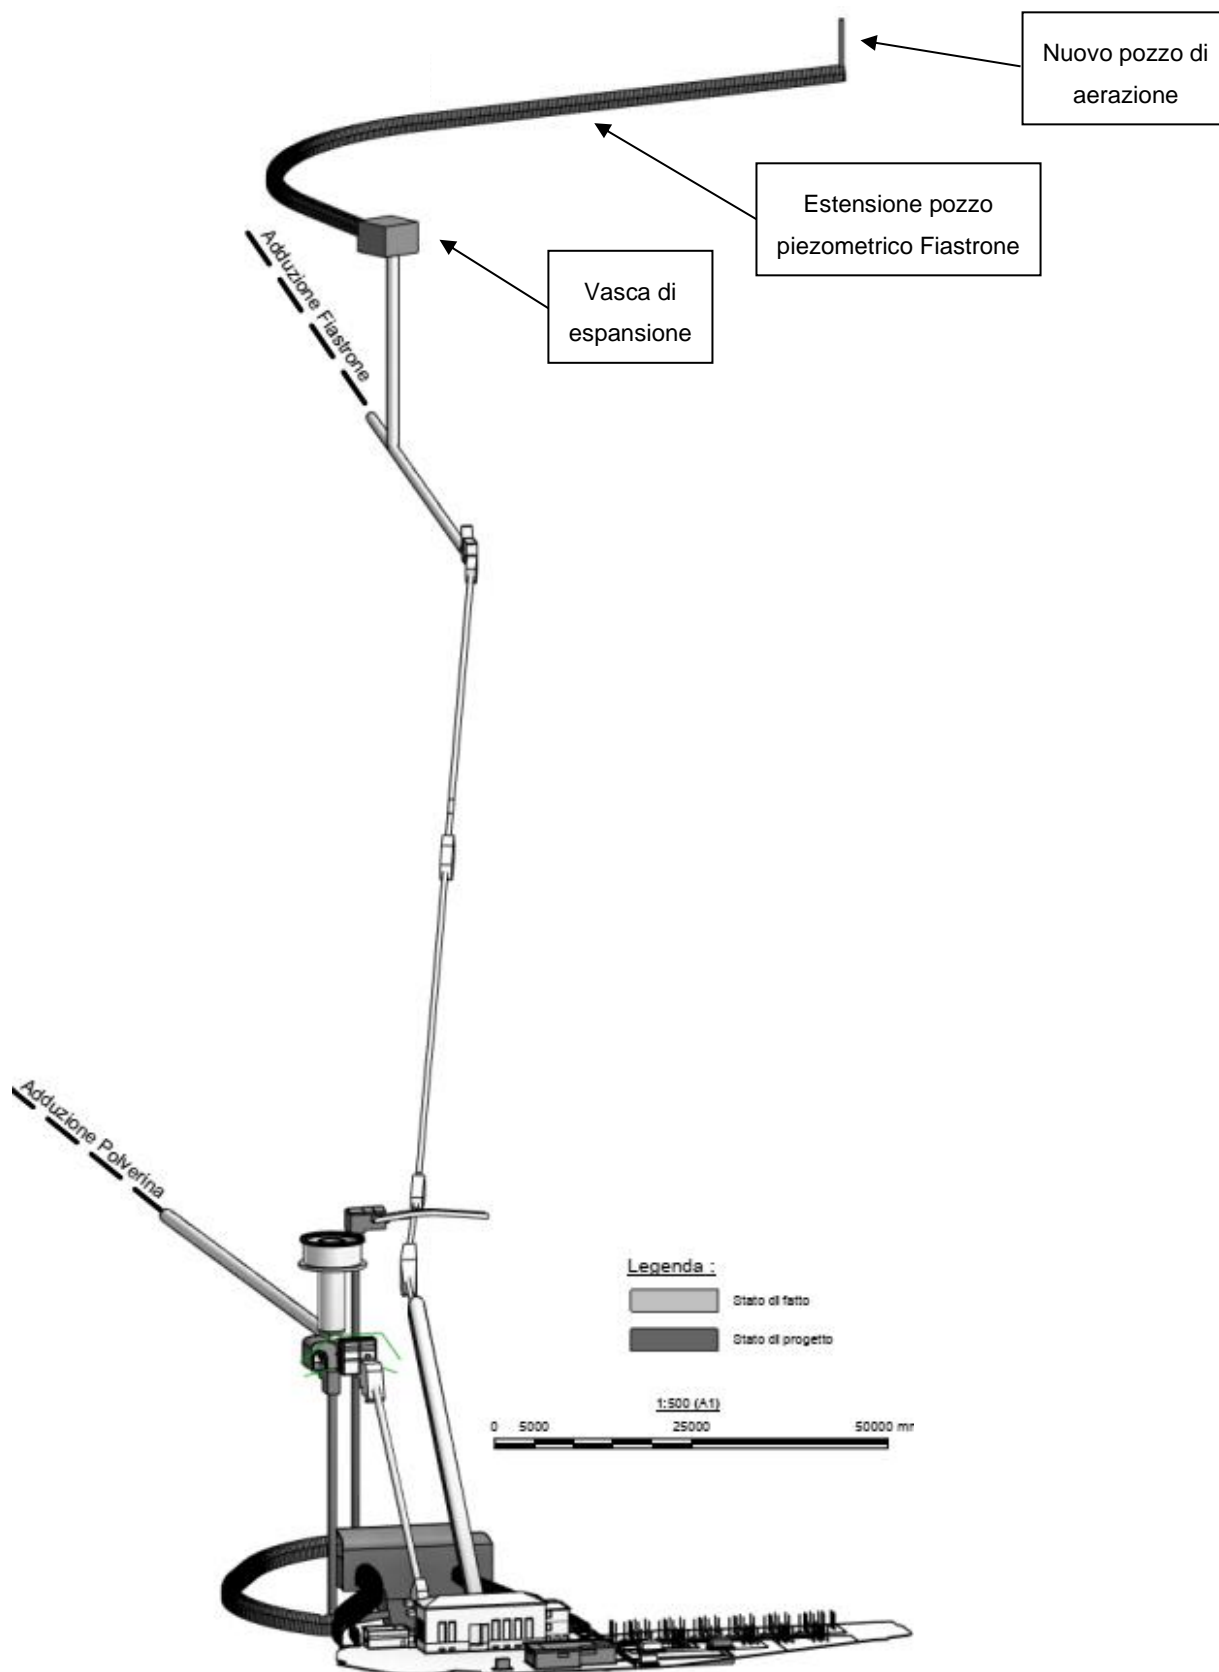 Nuovo pozzo di
aerazione
Estensione pozzo
piezometrico Fiastrone
Vasca di
espansione
Adduzione Fiastrone
Adduzione Polverina
Legenda :
Stato di fatto
Stato di progetto
1:500 (A1)
0 5000 25000 50000 mm